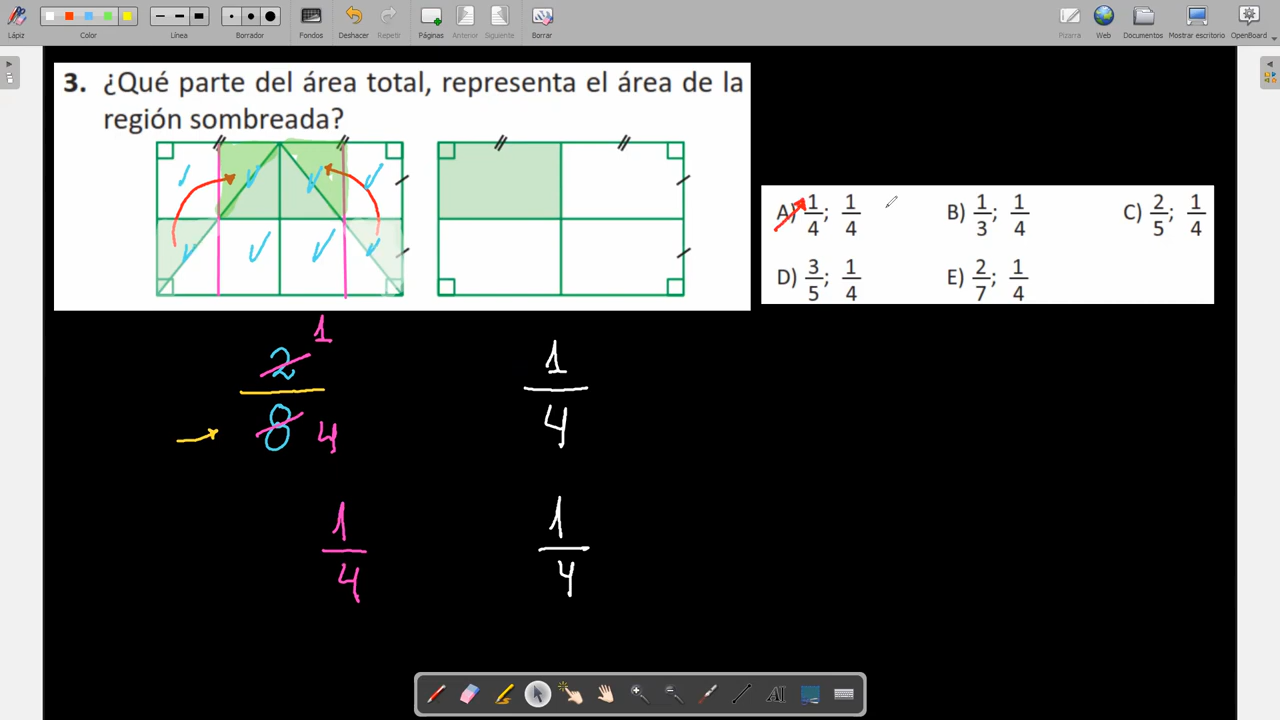 Lápiz Color Línea Borrador Fondos Deshacer Repetir Páginas Anterior Siguiente Borrar Pizarra Web Documentos Mostrar escritorio OpenBoard
3. ¿Qué parte del área total, representa el área de la
región sombreada?
A) 1/4; 1/4 B) 1/3; 1/4 C) 2/5; 1/4
D) 3/5; 1/4 E) 2/7; 1/4
1
2 1
8 4 4
1 1
4 4
AI